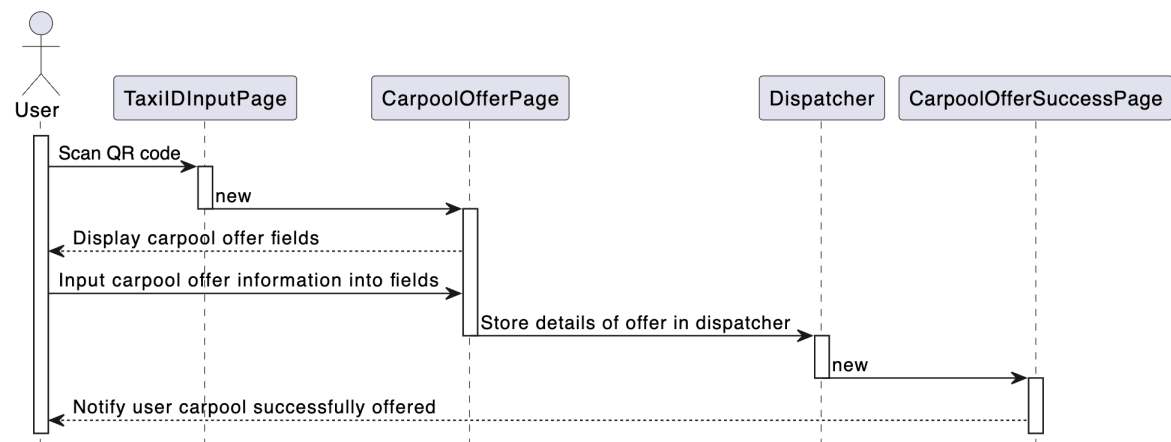 User
TaxiIDInputPage
CarpoolOfferPage
Dispatcher
CarpoolOfferSuccessPage
Scan QR code
new
Display carpool offer fields
Input carpool offer information into fields
Store details of offer in dispatcher
new
Notify user carpool successfully offered